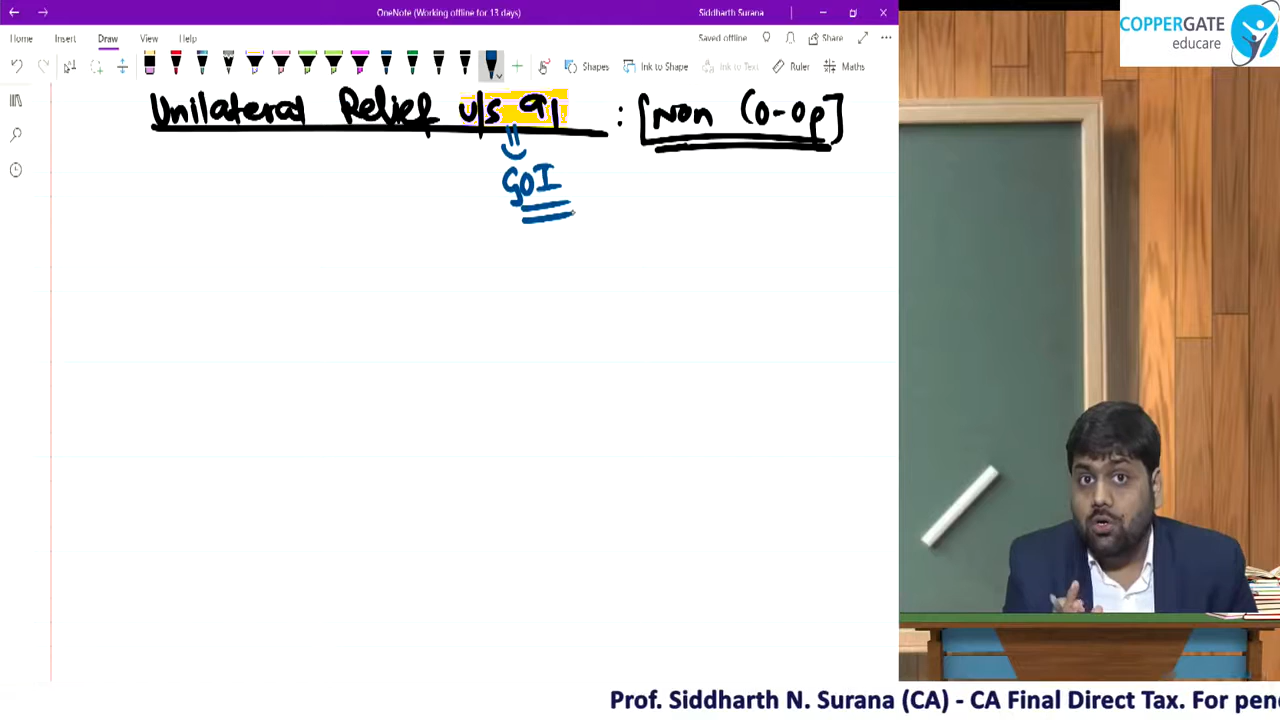 OneNote (Working offline for 13 days)
Siddharth Surana
COPPERGATE
educare
Home Insert Draw View Help
Saved offline
Share
Shapes
Ink to Shape
Ink to Text
Ruler
Maths
Unilateral Relief u/s 91 : [Non Co-op]
GOI
Prof. Siddharth N. Surana (CA) - CA Final Direct Tax. For pen